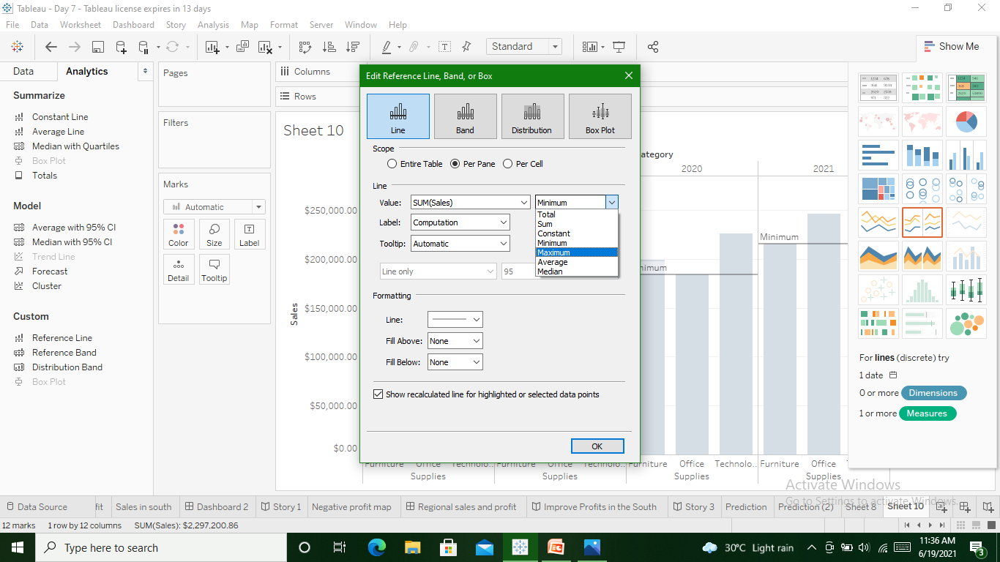 Tableau - Day 7 - Tableau license expires in 13 days
File Data Worksheet Dashboard Story Analysis Map Format Server Window Help
Standard
Show Me
Data Analytics
Pages
Columns
Rows
Filters
Marks
Automatic
Color Size Label
Detail Tooltip
Summarize
Constant Line
Average Line
Median with Quartiles
Box Plot
Totals
Model
Average with 95% CI
Median with 95% CI
Trend Line
Forecast
Cluster
Custom
Reference Line
Reference Band
Distribution Band
Box Plot
Sheet 10
ategory
2020 2021
Sales
$250,000.00
$200,000.00
$150,000.00
$100,000.00
$50,000.00
$0.00
Minimum
nimum
Edit Reference Line, Band, or Box
Line Band Distribution Box Plot
Scope
Entire Table Per Pane Per Cell
Line
Value: SUM(Sales) Minimum
Label: Computation
Tooltip: Automatic
Line only 95
Total
Sum
Constant
Minimum
Maximum
Average
Median
Formatting
Line:
Fill Above: None
Fill Below: None
Show recalculated line for highlighted or selected data points
OK
Furniture Office Technolo.. Furniture Office Technolo.. Furniture Office Technolo.. Furniture Office
Supplies Supplies Supplies Supplies
For lines (discrete) try
1 date
0 or more Dimensions
1 or more Measures
Activate Windows
Go to Settings to activate Windows.
Data Source fit Sales in south Dashboard 2 Story 1 Negative profit map Regional sales and profit Improve Profits in the South Story 3 Prediction Prediction (2) Sheet 8 Sheet 10
12 marks 1 row by 12 columns SUM(Sales): $2,297,200.86
Type here to search
30°C Light rain
11:36 AM
6/19/2021
3